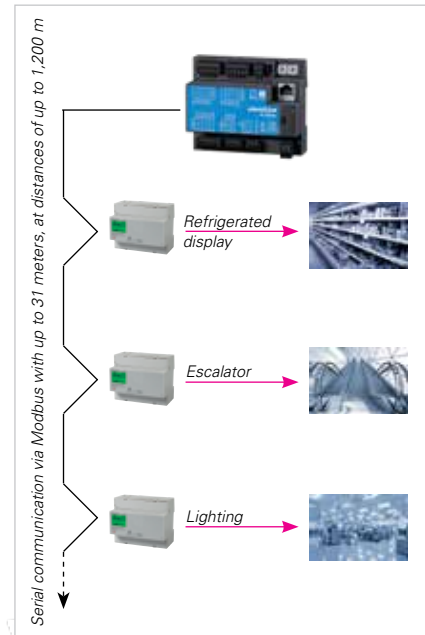 Serial communication via Modbus with up to 31 meters, at distances of up to 1,200 m
Refrigerated
display
Escalator
Lighting